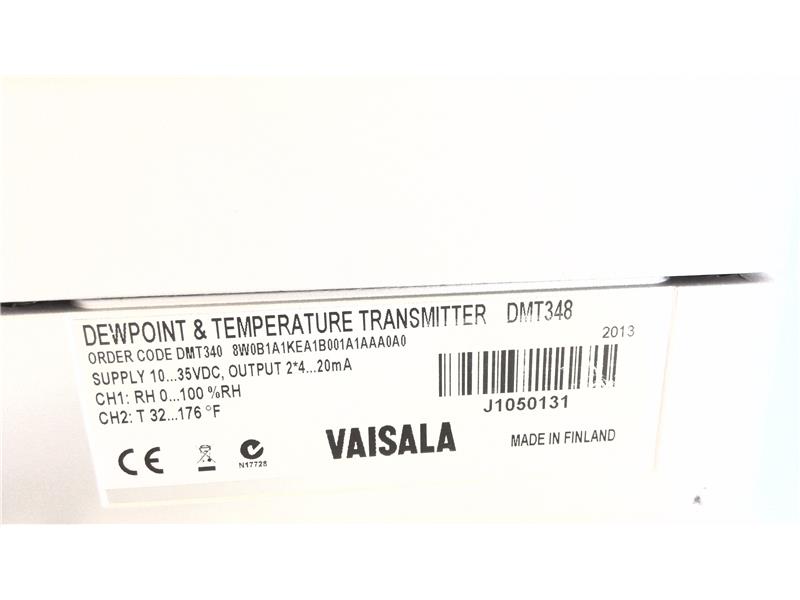 DEWPOINT & TEMPERATURE TRANSMITTER DMT348
2013
ORDER CODE DMT340 8W0B1A1KEA1B001A1AAA0A0
SUPPLY 10...35VDC, OUTPUT 2*4...20mA
CH1: RH 0...100 %RH
CH2: T 32...176 °F
J1050131
CE
N17728
VAISALA
MADE IN FINLAND